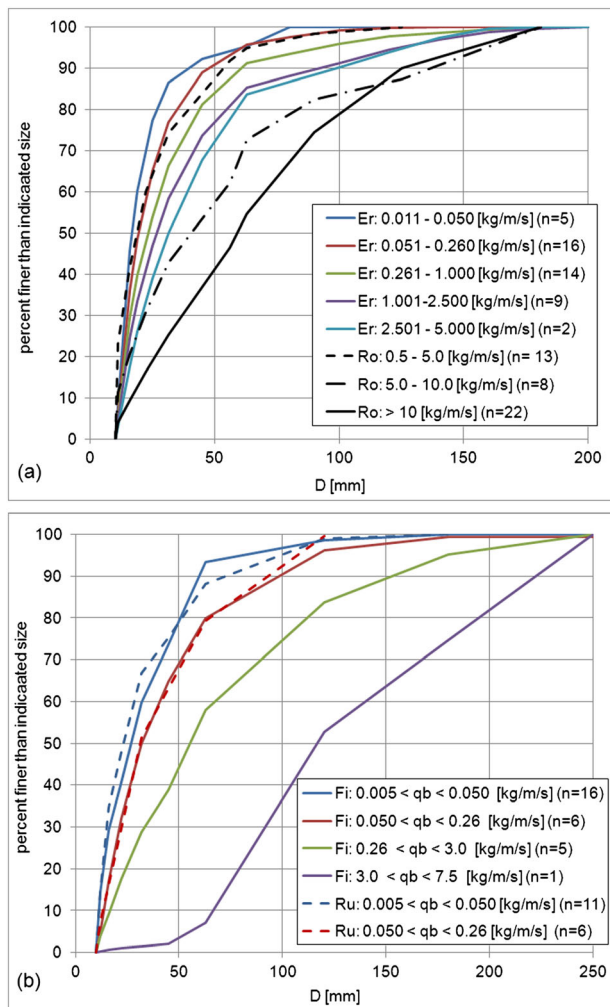 100
90
80
70
60
50
40
30
20
10
0
percent finer than indicaated size
Er: 0.011 - 0.050 [kg/m/s] (n=5)
Er: 0.051 - 0.260 [kg/m/s] (n=16)
Er: 0.261 - 1.000 [kg/m/s] (n=14)
Er: 1.001-2.500 [kg/m/s] (n=9)
Er: 2.501 - 5.000 [kg/m/s] (n=2)
Ro: 0.5 - 5.0 [kg/m/s] (n= 13)
Ro: 5.0 - 10.0 [kg/m/s] (n=8)
Ro: > 10 [kg/m/s] (n=22)
0 50 100 150 200
(a)
D [mm]
100
90
80
70
60
50
40
30
20
10
0
percent finer than indicaated size
Fi: 0.005 < qb < 0.050 [kg/m/s] (n=16)
Fi: 0.050 < qb < 0.26 [kg/m/s] (n=6)
Fi: 0.26 < qb < 3.0 [kg/m/s] (n=5)
Fi: 3.0 < qb < 7.5 [kg/m/s] (n=1)
Ru: 0.005 < qb < 0.050 [kg/m/s] (n=11)
Ru: 0.050 < qb < 0.26 [kg/m/s] (n=6)
0 50 100 150 200 250
(b)
D [mm]